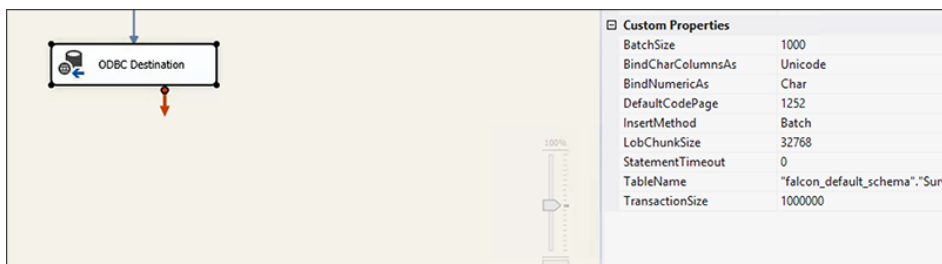 ODBC Destination
100%
Custom Properties
BatchSize 1000
BindCharColumnsAs Unicode
BindNumericAs Char
DefaultCodePage 1252
InsertMethod Batch
LobChunkSize 32768
StatementTimeout 0
TableName "falcon_default_schema"."Sur
TransactionSize 1000000